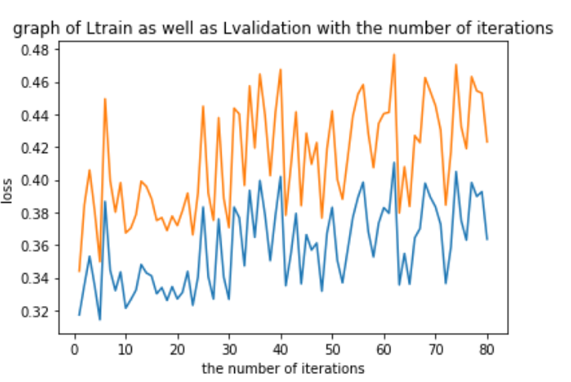 graph of Ltrain as well as Lvalidation with the number of iterations
0.48
0.46
0.44
0.42
0.40
0.38
0.36
0.34
0.32
loss
0 10 20 30 40 50 60 70 80
the number of iterations